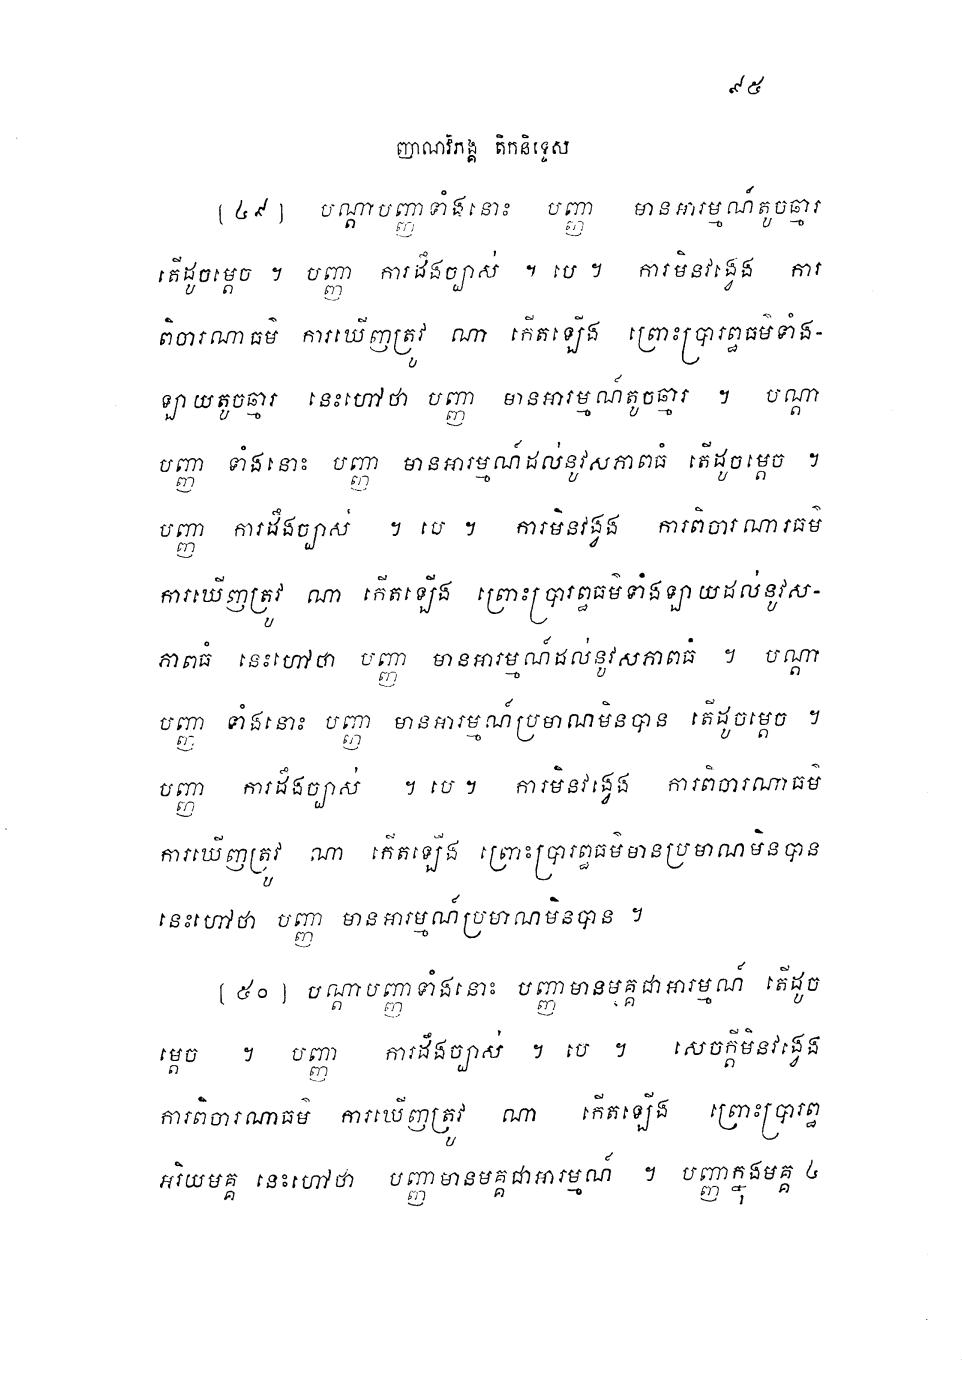 ៩៥
ញាណវិភង្គ តិកនិទ្ទេស
[៤៩] បណ្តាបញ្ញាទាំងនោះ បញ្ញា មានអារម្មណ៍តូចឆ្មារ
តើដូចម្តេច ។ បញ្ញា ការដឹងច្បាស់ ។ បេ ។ ការមិនវង្វេង ការ
ពិចារណាធម៌ ការឃើញត្រូវ ណា កើតឡើង ព្រោះប្រារព្ធធម៌ទាំង-
ឡាយតូចឆ្មារ នេះហៅថា បញ្ញា មានអារម្មណ៍តូចឆ្មារ ។ បណ្តា
បញ្ញា ទាំងនោះ បញ្ញា មានអារម្មណ៍ដល់នូវសភាពធំ តើដូចម្តេច ។
បញ្ញា ការដឹងច្បាស់ ។ បេ ។ ការមិនវង្វង ការពិចារណារធម៌
ការឃើញត្រូវ ណា កើតឡើង ព្រោះប្រារព្ធធម៌ទាំងឡាយដល់នូវស-
ភាពធំ នេះហៅថា បញ្ញា មានអារម្មណ៍ដល់នូវសភាពធំ ។ បណ្តា
បញ្ញា ទាំងនោះ បញ្ញា មានអារម្មណ៍ប្រមាណមិនបាន តើដូចម្តេច ។
បញ្ញា ការដឹងច្បាស់ ។ បេ ។ ការមិនវង្វេង ការពិចារណាធម៌
ការឃើញត្រូវ ណា កើតឡើង ព្រោះប្រារព្ធធម៌មានប្រមាណមិនបាន
នេះហៅថា បញ្ញា មានអារម្មណ៍ប្រមាណមិនបាន ។
[៥០] បណ្តាបញ្ញាទាំងនោះ បញ្ញាមានមគ្គជាអារម្មណ៍ តើដូច
ម្តេច ។ បញ្ញា ការដឹងច្បាស់ ។ បេ ។ សេចក្តីមិនវង្វេង
ការពិចារណាធម៌ ការឃើញត្រូវ ណា កើតឡើង ព្រោះប្រារព្ធ
អរិយមគ្គ នេះហៅថា បញ្ញាមានមគ្គជាអារម្មណ៍ ។ បញ្ញាក្នុងមគ្គ ៤